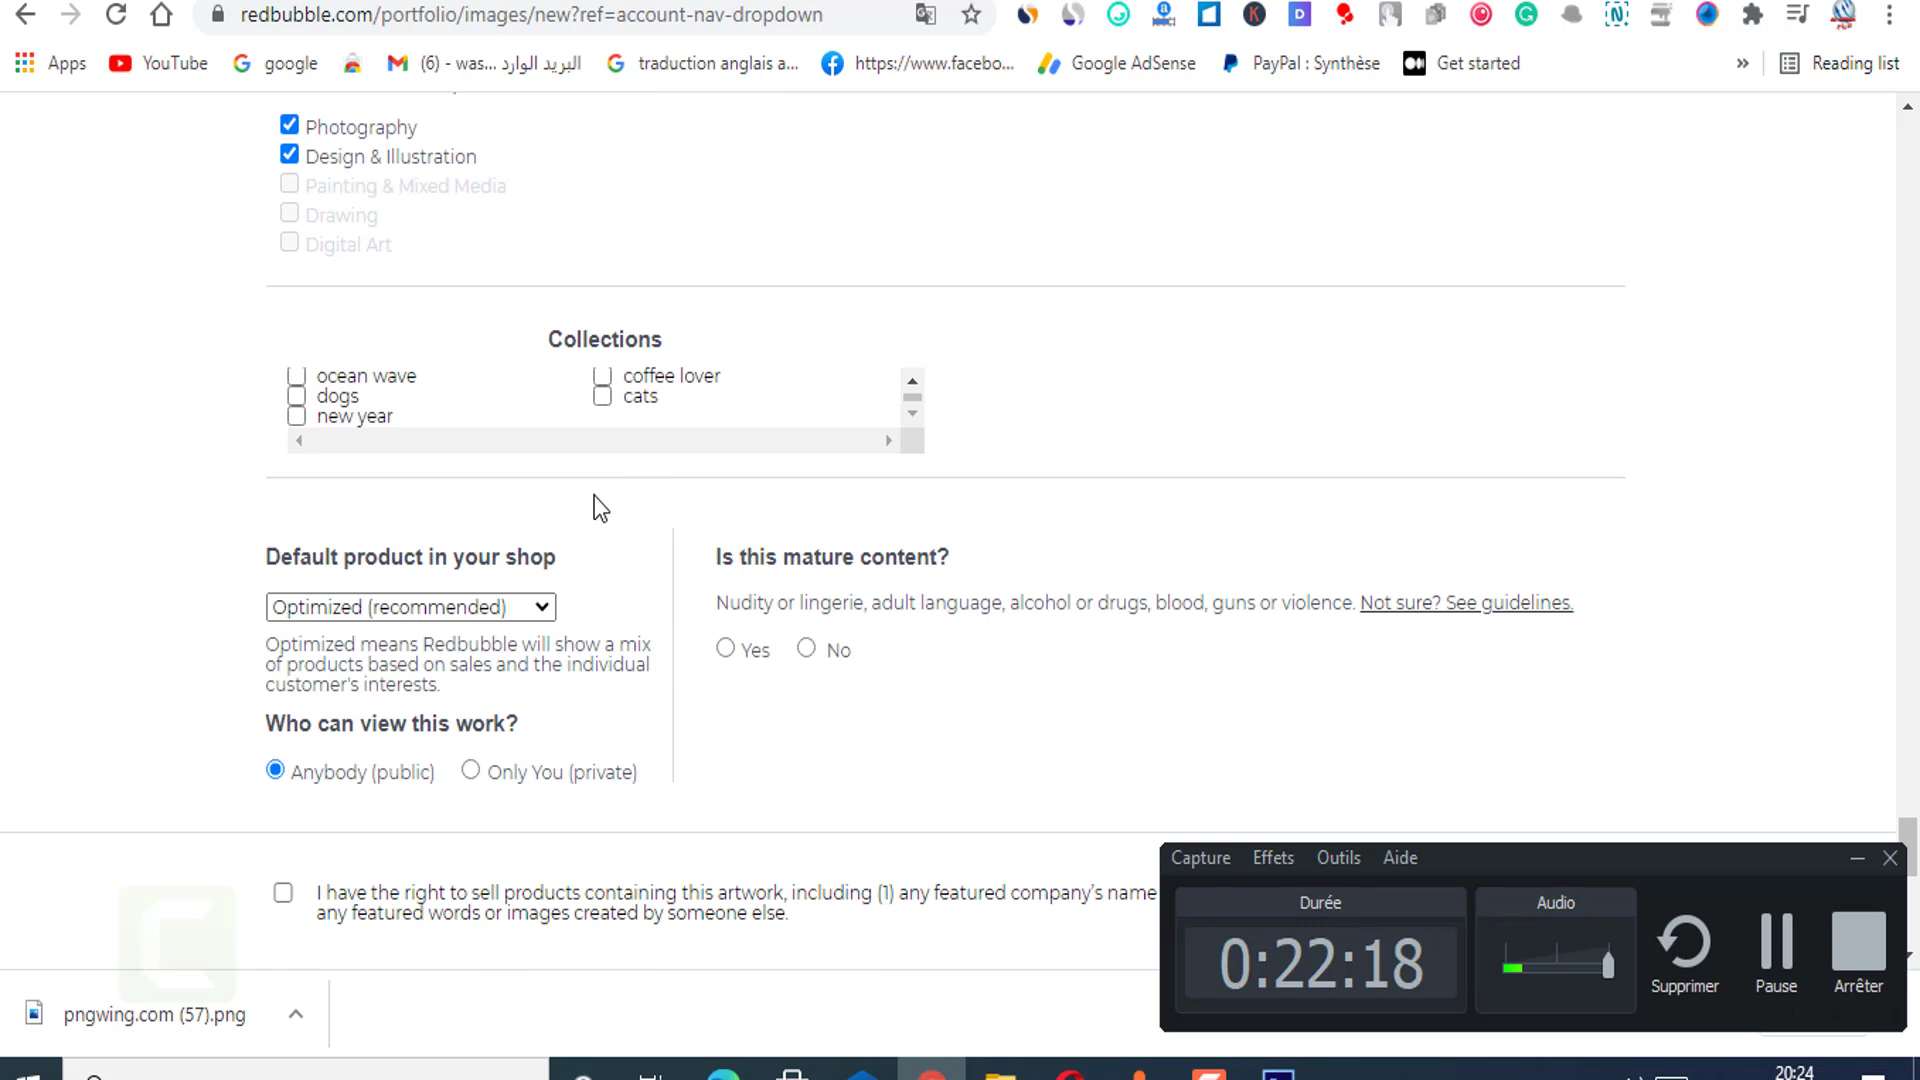 redbubble.com/portfolio/images/new?ref=account-nav-dropdown
Apps YouTube google (6) - was... البريد الوارد traduction anglais a... https://www.facebo... Google AdSense PayPal : Synthèse Get started » Reading list
Photography
Design & Illustration
Painting & Mixed Media
Drawing
Digital Art
Collections
ocean wave coffee lover
dogs cats
new year
Default product in your shop
Optimized (recommended)
Optimized means Redbubble will show a mix
of products based on sales and the individual
customer's interests.
Who can view this work?
Anybody (public) Only You (private)
Is this mature content?
Nudity or lingerie, adult language, alcohol or drugs, blood, guns or violence. Not sure? See guidelines.
Yes No
I have the right to sell products containing this artwork, including (1) any featured company's name
any featured words or images created by someone else.
Capture Effets Outils Aide
Durée Audio
0:22:18
Supprimer Pause Arrêter
pngwing.com (57).png
20:24